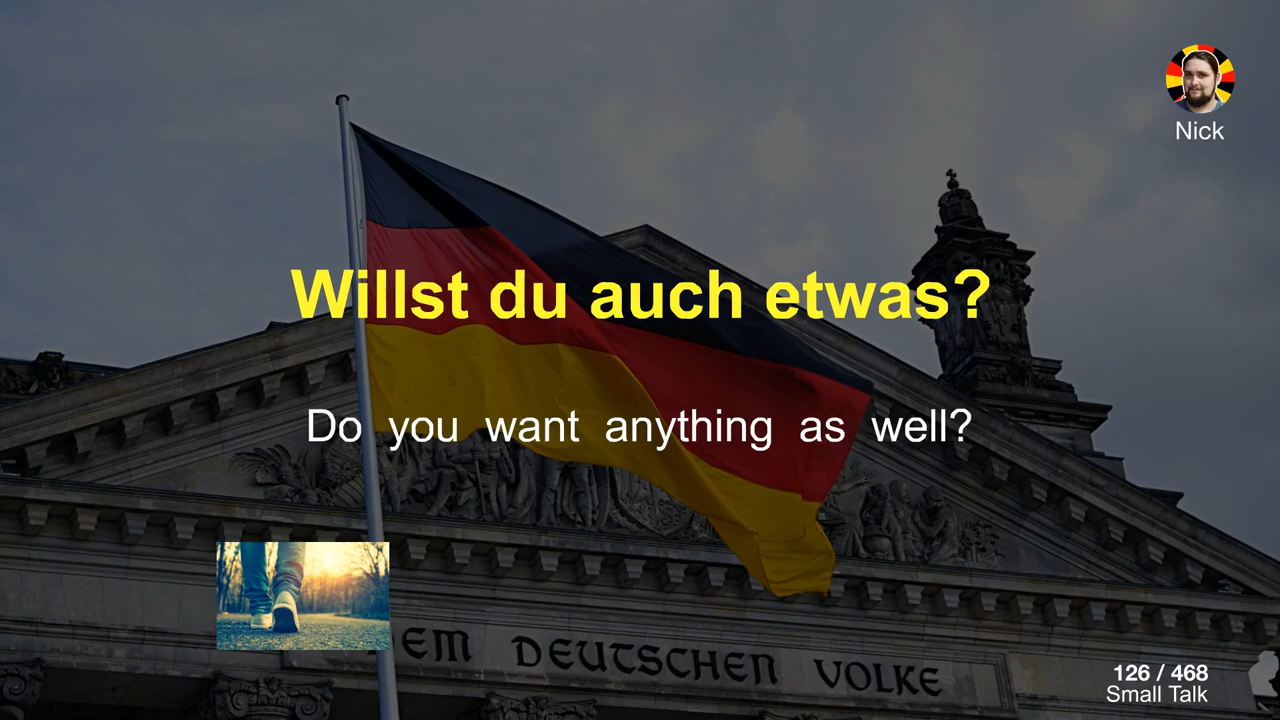 Nick
Willst du auch etwas?
Do you want anything as well?
EM DEUTSCHEN VOLKE
126 / 468
Small Talk